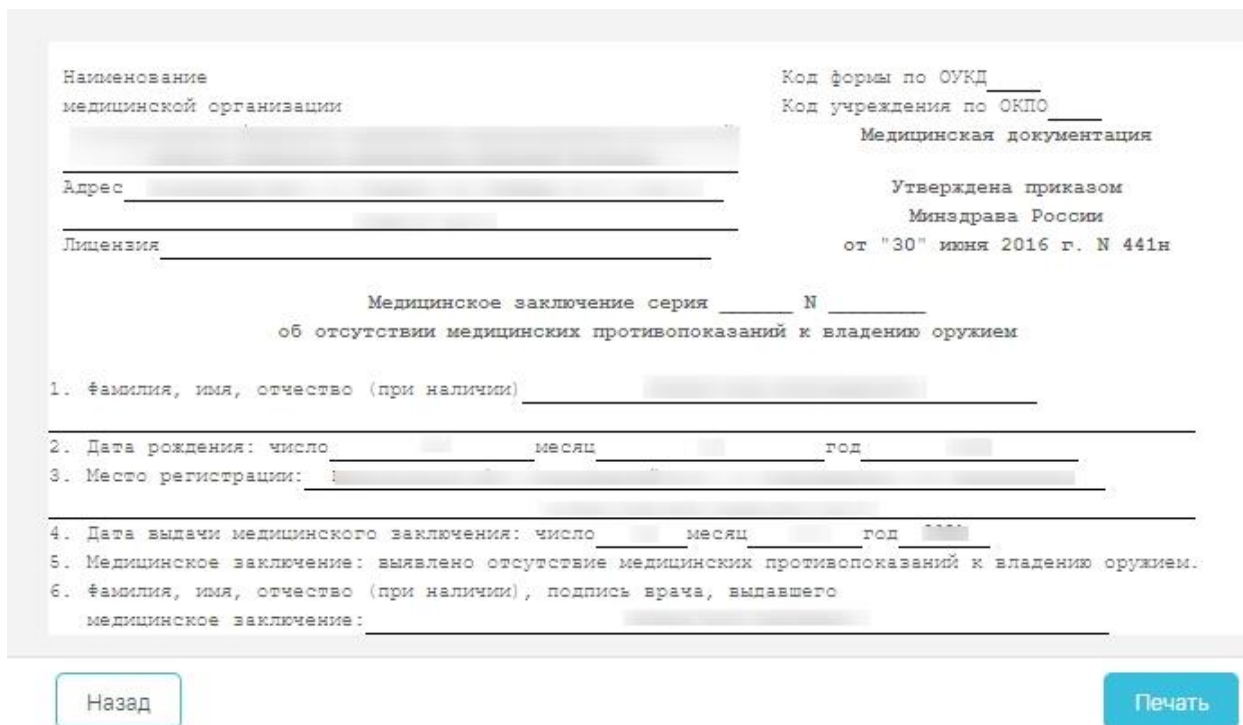 Наименование
медицинской организации
Адрес
Лицензия
Код формы по ОУКД
Код учреждения по ОКПО
Медицинская документация
Утверждена приказом
Минздрава России
от "30" июня 2016 г. N 441н
Медицинское заключение серия ______ N ________
об отсутствии медицинских противопоказаний к владению оружием
1. Фамилия, имя, отчество (при наличии)
2. Дата рождения: число месяц год
3. Место регистрации:
4. Дата выдачи медицинского заключения: число месяц год
5. Медицинское заключение: выявлено отсутствие медицинских противопоказаний к владению оружием.
6. Фамилия, имя, отчество (при наличии), подпись врача, выдавшего
медицинское заключение:
Назад
Печать